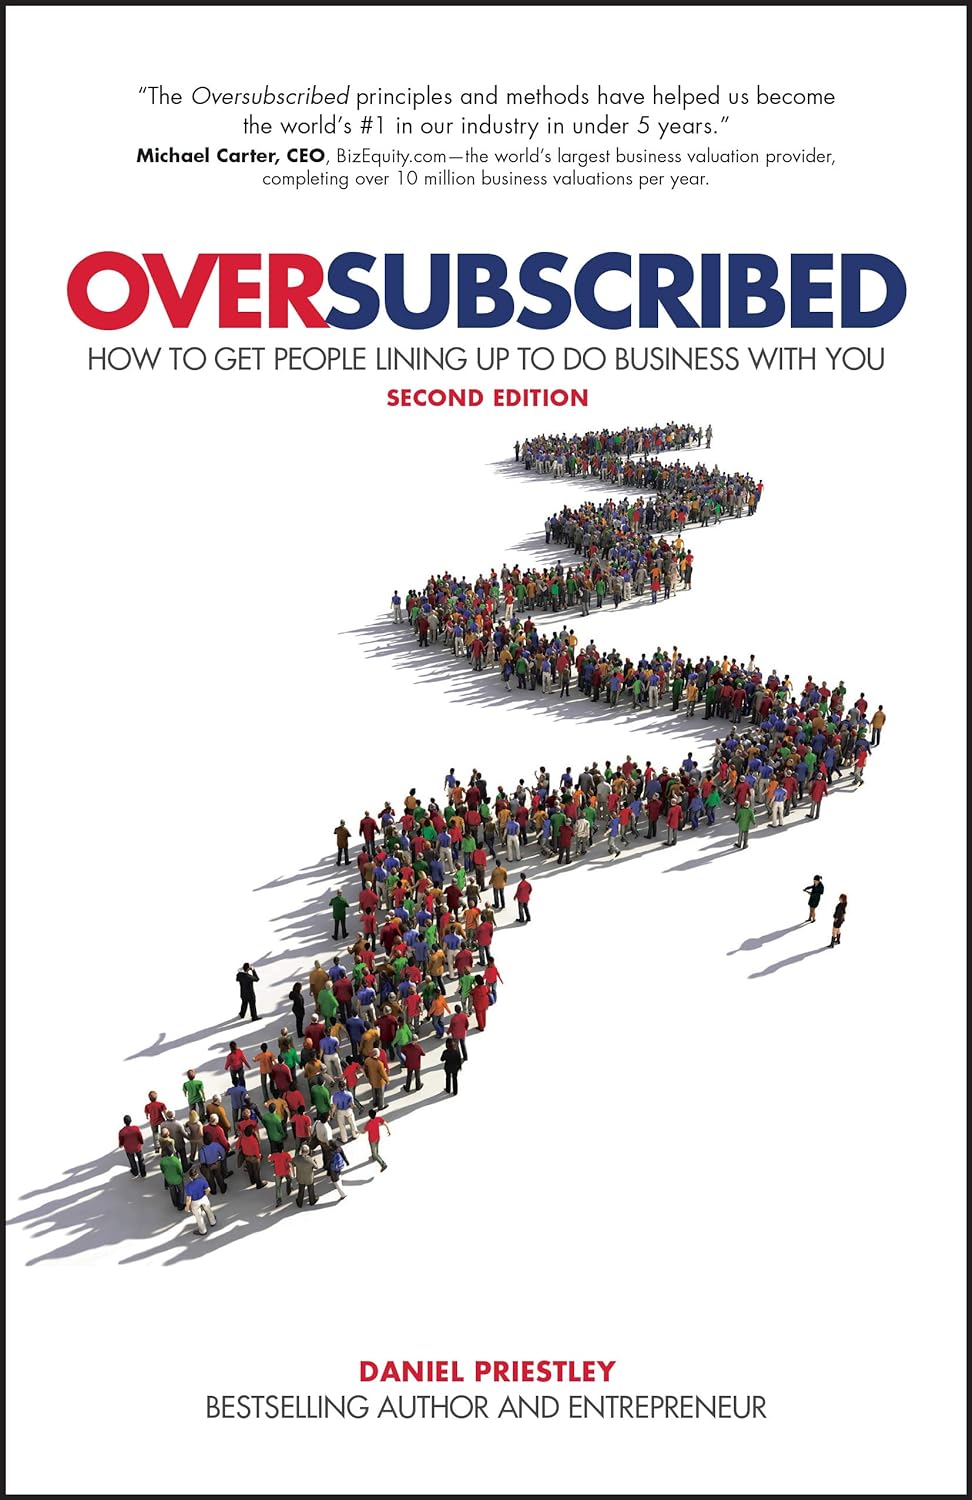 “The Oversubscribed principles and methods have helped us become
the world’s #1 in our industry in under 5 years.”
Michael Carter, CEO, BizEquity.com—the world’s largest business valuation provider,
completing over 10 million business valuations per year.
OVERSUBSCRIBED
HOW TO GET PEOPLE LINING UP TO DO BUSINESS WITH YOU
SECOND EDITION
DANIEL PRIESTLEY
BESTSELLING AUTHOR AND ENTREPRENEUR